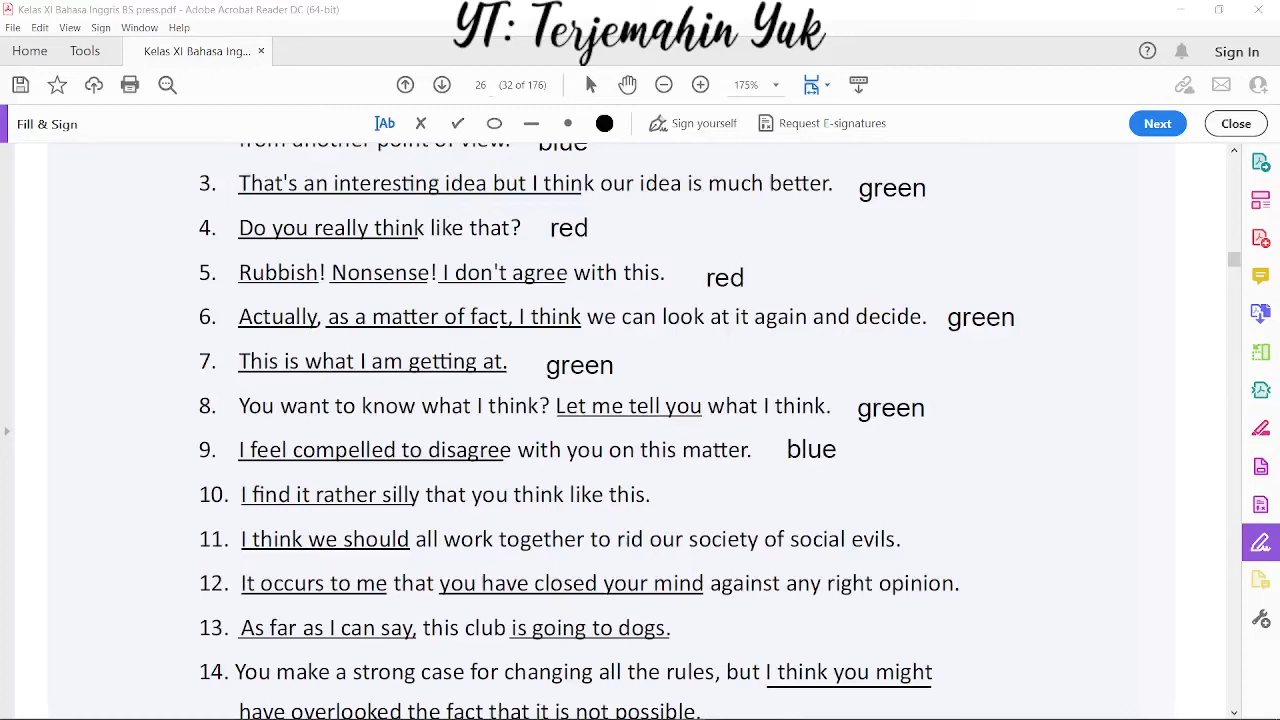 Kelas XI Bahasa Inggris BS press.pdf - Adobe Acrobat Reader DC (64-bit)
YT: Terjemahin Yuk
File Edit View Sign Window Help
Home Tools Kelas XI Bahasa Ing... × Sign In
26 (32 of 176) 175%
Fill & Sign Ab Sign yourself Request E-signatures Next Close
from another point of view. blue
3. That's an interesting idea but I think our idea is much better. green
4. Do you really think like that? red
5. Rubbish! Nonsense! I don't agree with this. red
6. Actually, as a matter of fact, I think we can look at it again and decide. green
7. This is what I am getting at. green
8. You want to know what I think? Let me tell you what I think. green
9. I feel compelled to disagree with you on this matter. blue
10. I find it rather silly that you think like this.
11. I think we should all work together to rid our society of social evils.
12. It occurs to me that you have closed your mind against any right opinion.
13. As far as I can say, this club is going to dogs.
14. You make a strong case for changing all the rules, but I think you might
have overlooked the fact that it is not possible.